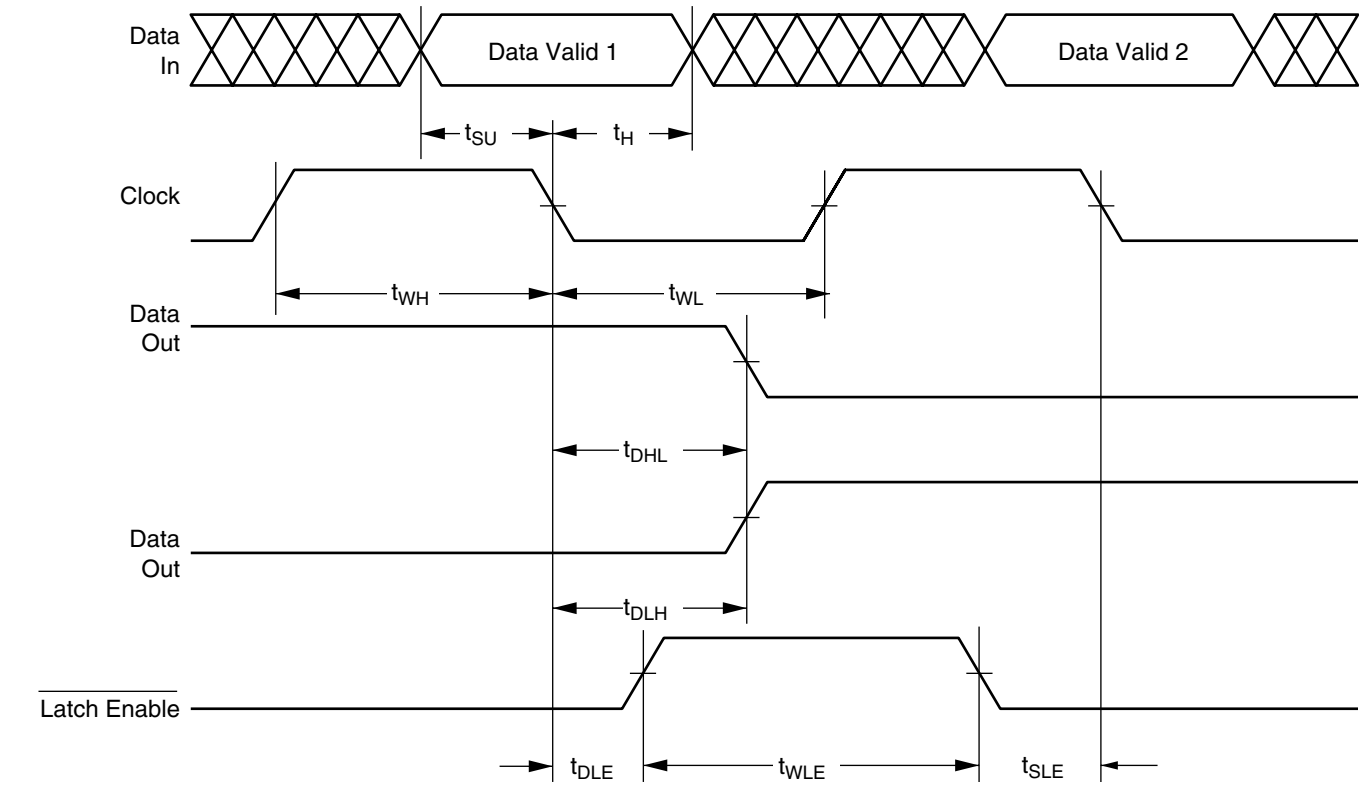 Data
In
Data Valid 1
Data Valid 2
tSU
tH
Clock
tWH
tWL
Data
Out
tDHL
Data
Out
tDLH
Latch Enable
tDLE
tWLE
tSLE